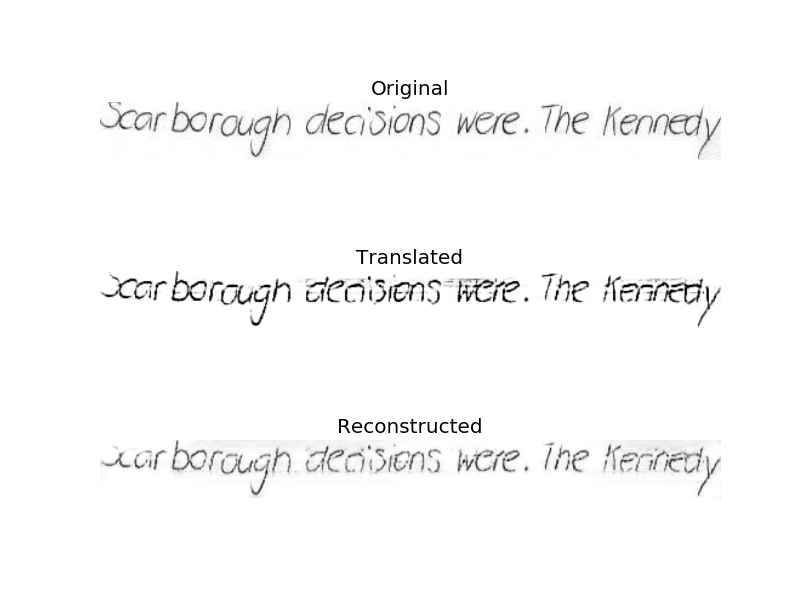 Original
Scarborough decisions were. The Kennedy
Translated
Scarborough decisions were. The Kennedy
Reconstructed
Scarborough decisions were. The Kennedy